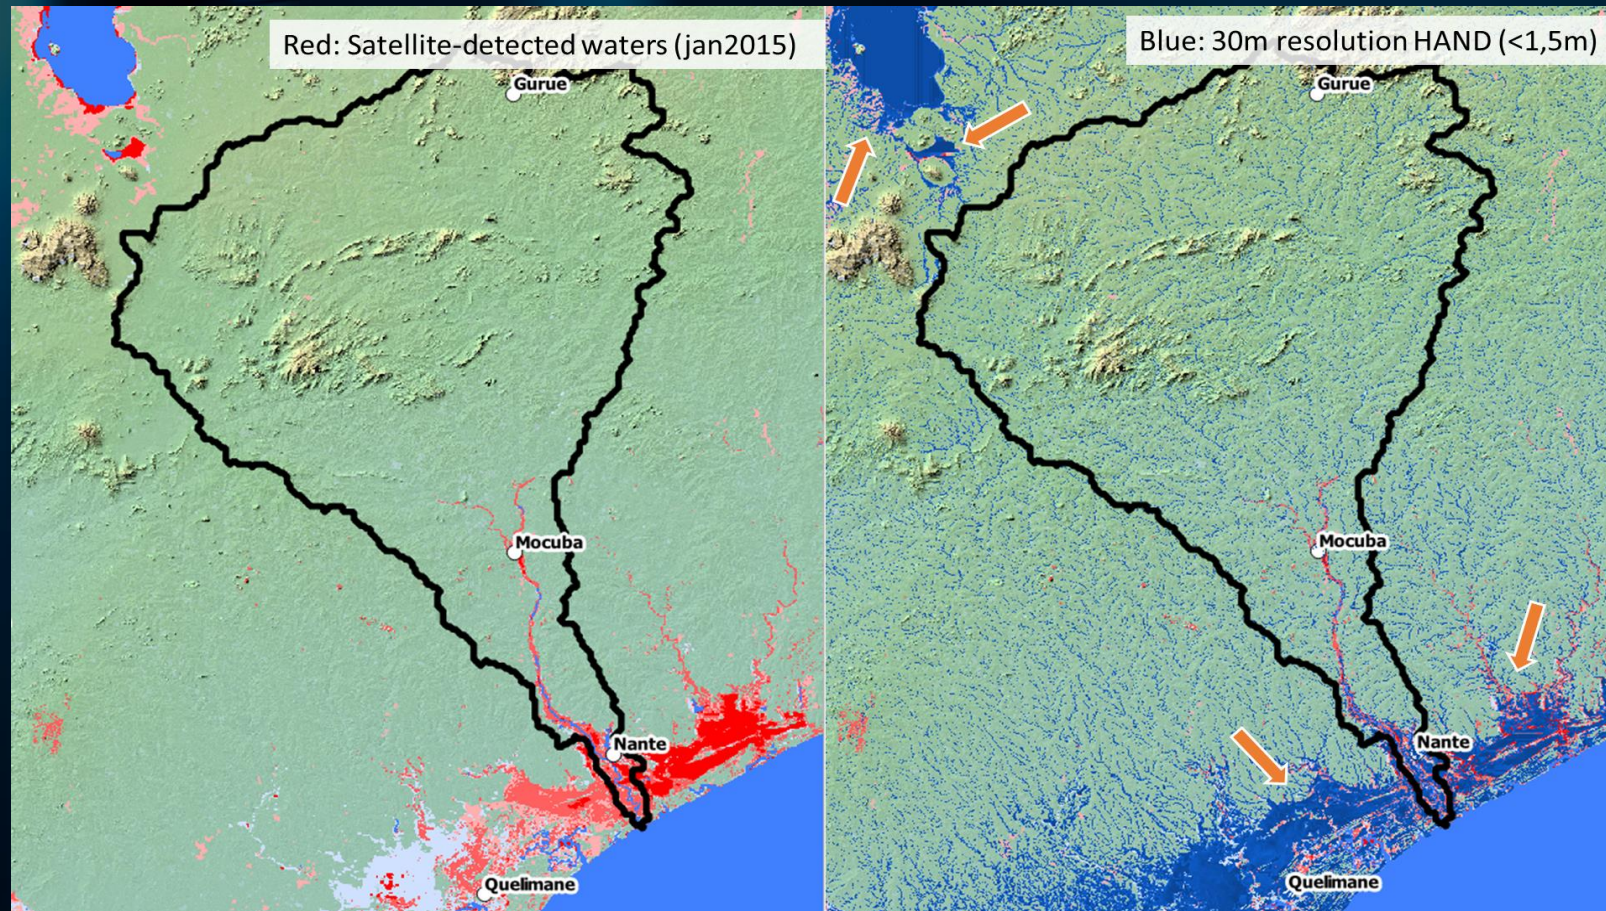 Red: Satellite-detected waters (jan2015)
Gurue
Mocuba
Nante
Quelimane
Blue: 30m resolution HAND (<1,5m)
Gurue
Mocuba
Nante
Quelimane